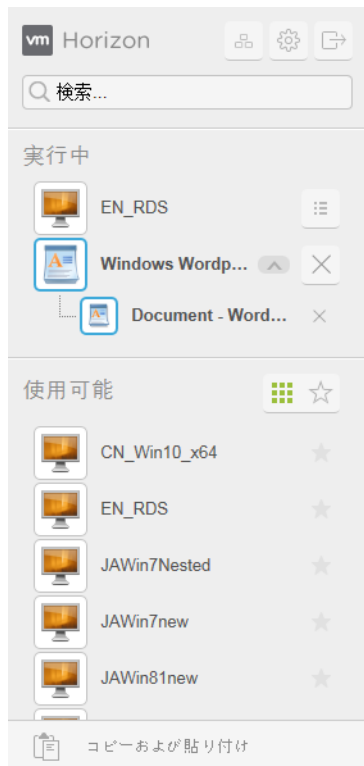 vm Horizon
検索...
実行中
EN_RDS
Windows Wordp...
Document - Word...
使用可能
CN_Win10_x64
EN_RDS
JAWin7Nested
JAWin7new
JAWin81new
コピーおよび貼り付け